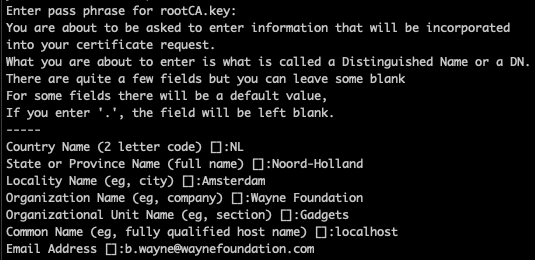 Enter pass phrase for rootCA.key:
You are about to be asked to enter information that will be incorporated
into your certificate request.
What you are about to enter is what is called a Distinguished Name or a DN.
There are quite a few fields but you can leave some blank
For some fields there will be a default value,
If you enter '.', the field will be left blank.
-----
Country Name (2 letter code) []:NL
State or Province Name (full name) []:Noord-Holland
Locality Name (eg, city) []:Amsterdam
Organization Name (eg, company) []:Wayne Foundation
Organizational Unit Name (eg, section) []:Gadgets
Common Name (eg, fully qualified host name) []:localhost
Email Address []:b.wayne@waynefoundation.com